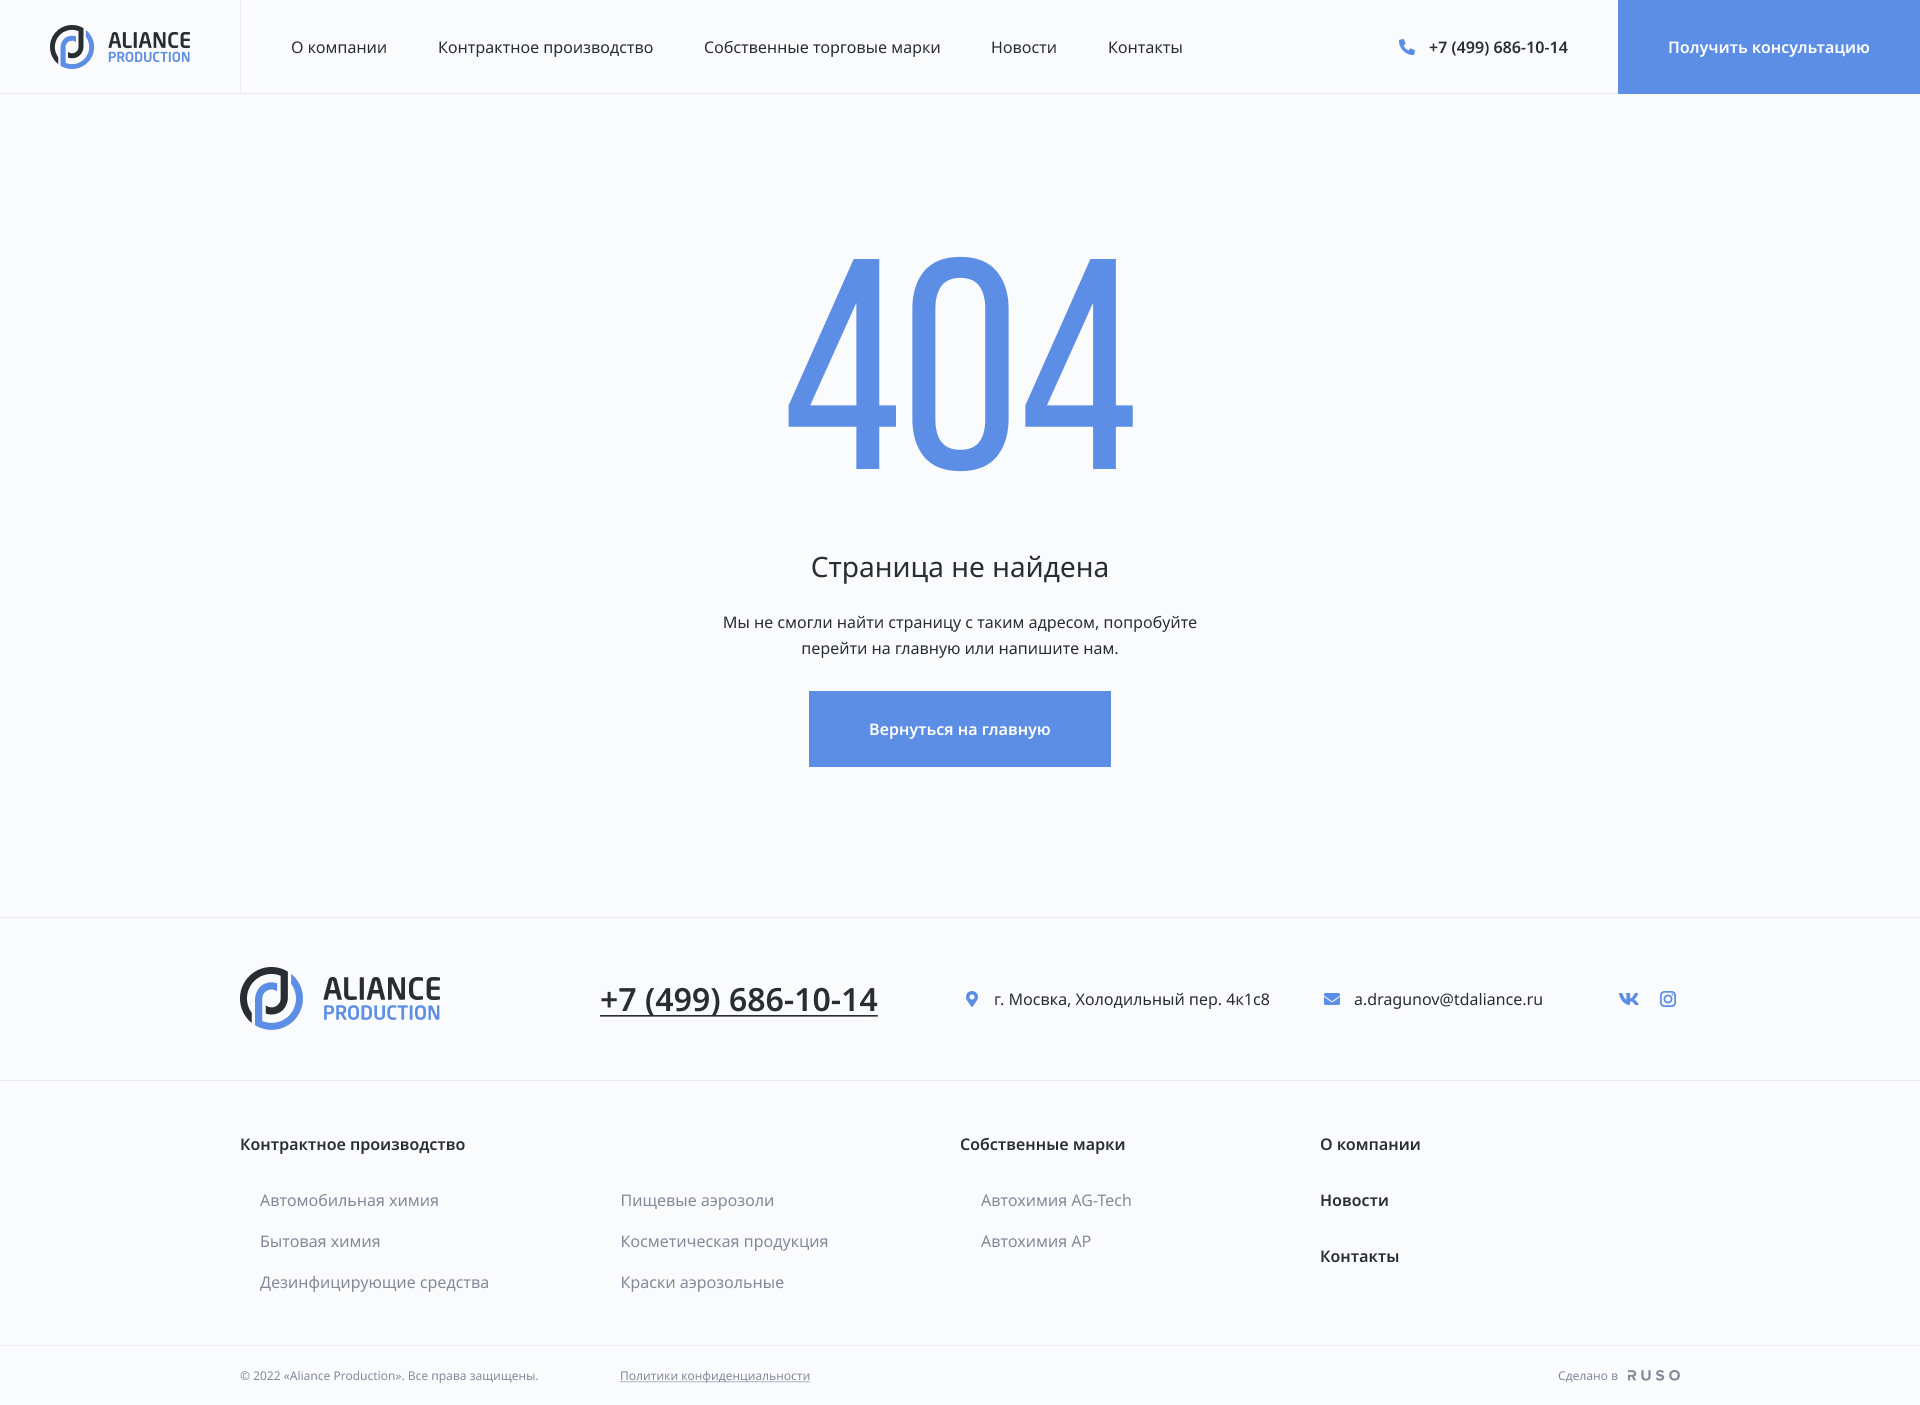 ALIANCE
PRODUCTION
О компании
Контрактное производство
Собственные торговые марки
Новости
Контакты
+7 (499) 686-10-14
Получить консультацию
404
Страница не найдена
Мы не смогли найти страницу с таким адресом, попробуйте
перейти на главную или напишите нам.
Вернуться на главную
ALIANCE
PRODUCTION
+7 (499) 686-10-14
г. Мосвка, Холодильный пер. 4к1с8
a.dragunov@tdaliance.ru
Контрактное производство
Автомобильная химия
Бытовая химия
Дезинфицирующие средства
Пищевые аэрозоли
Косметическая продукция
Краски аэрозольные
Собственные марки
Автохимия AG-Tech
Автохимия AP
О компании
Новости
Контакты
© 2022 «Aliance Production». Все права защищены.
Политики конфиденциальности
Сделано в RUSO